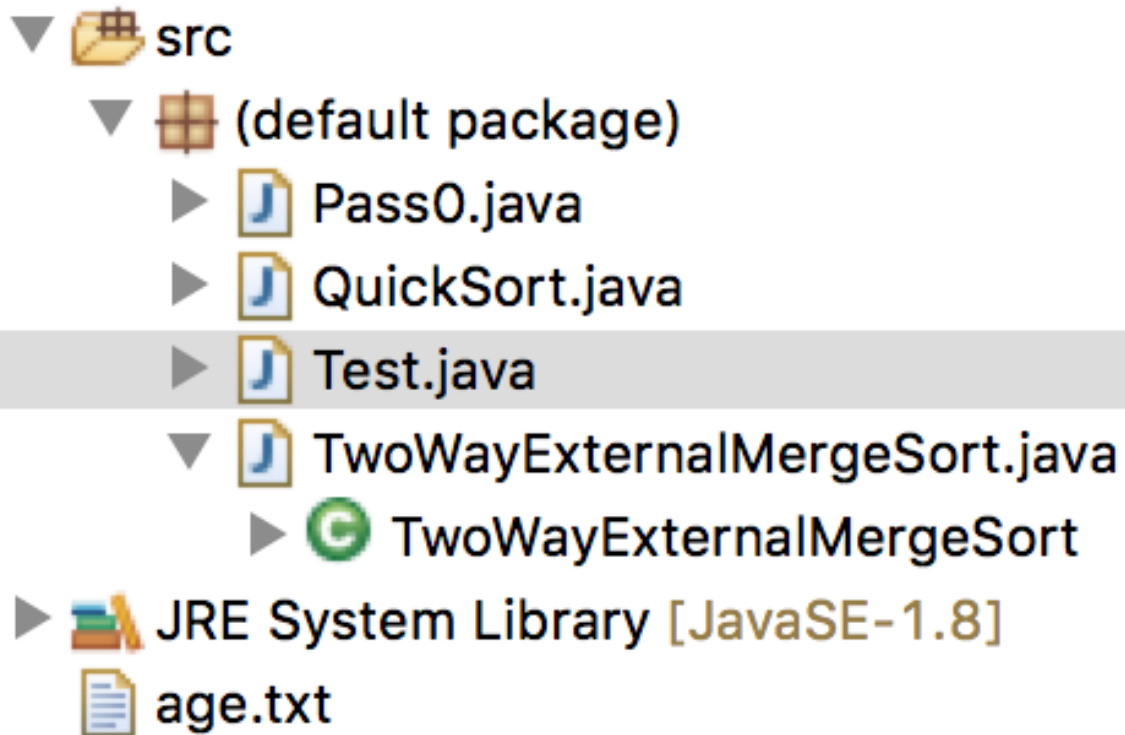 src
(default package)
Pass0.java
QuickSort.java
Test.java
TwoWayExternalMergeSort.java
TwoWayExternalMergeSort
JRE System Library [JavaSE-1.8]
age.txt